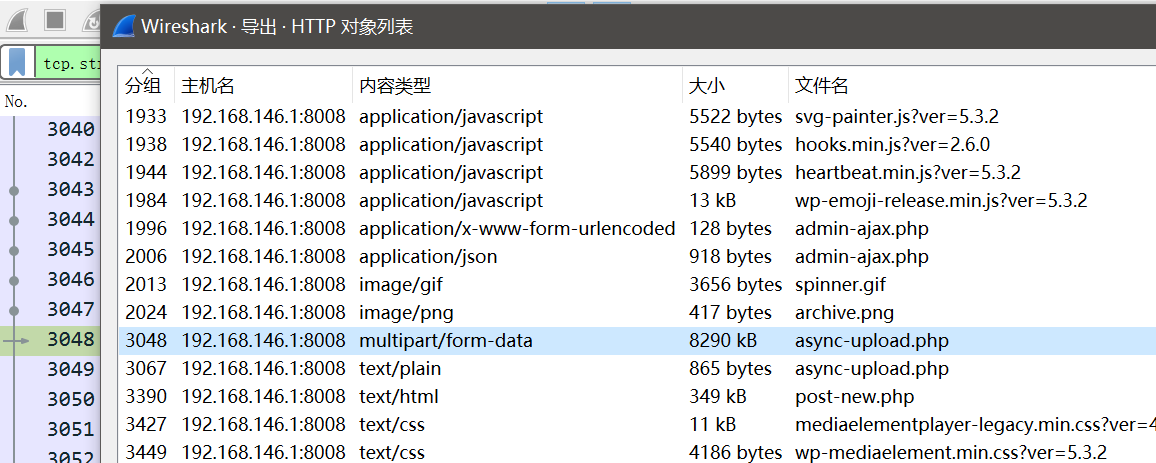 Wireshark · 导出 · HTTP 对象列表
tcp.st
No.
分组 主机名 内容类型 大小 文件名
1933 192.168.146.1:8008 application/javascript 5522 bytes svg-painter.js?ver=5.3.2
1938 192.168.146.1:8008 application/javascript 5540 bytes hooks.min.js?ver=2.6.0
1944 192.168.146.1:8008 application/javascript 5899 bytes heartbeat.min.js?ver=5.3.2
1984 192.168.146.1:8008 application/javascript 13 kB wp-emoji-release.min.js?ver=5.3.2
1996 192.168.146.1:8008 application/x-www-form-urlencoded 128 bytes admin-ajax.php
2006 192.168.146.1:8008 application/json 918 bytes admin-ajax.php
2013 192.168.146.1:8008 image/gif 3656 bytes spinner.gif
2024 192.168.146.1:8008 image/png 417 bytes archive.png
3048 192.168.146.1:8008 multipart/form-data 8290 kB async-upload.php
3067 192.168.146.1:8008 text/plain 865 bytes async-upload.php
3390 192.168.146.1:8008 text/html 349 kB post-new.php
3427 192.168.146.1:8008 text/css 11 kB mediaelementplayer-legacy.min.css?ver=4
3449 192.168.146.1:8008 text/css 4186 bytes wp-mediaelement.min.css?ver=5.3.2
3040
3042
3043
3044
3045
3046
3047
3048
3049
3050
3051
3052